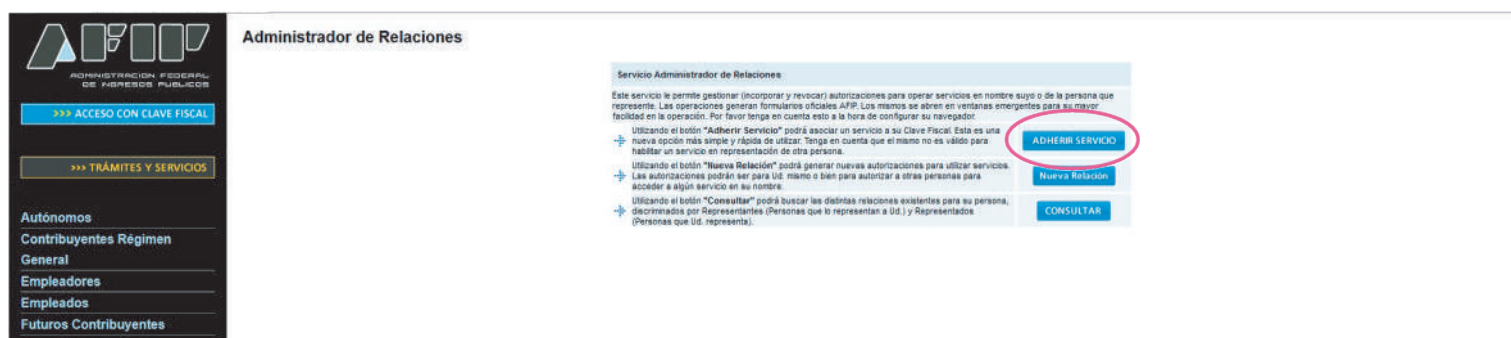 AFIP
ADMINISTRACION FEDERAL
DE INGRESOS PUBLICOS
>>> ACCESO CON CLAVE FISCAL
>>> TRÁMITES Y SERVICIOS
Autónomos
Contribuyentes Régimen
General
Empleadores
Empleados
Futuros Contribuyentes
Administrador de Relaciones
Servicio Administrador de Relaciones
Este servicio le permite gestionar (incorporar y revocar) autorizaciones para operar servicios en nombre suyo o de la persona que
represente. Las operaciones generan formularios oficiales AFIP. Los mismos se abren en ventanas emergentes para su mayor
facilidad en la operación. Por favor tenga en cuenta esto a la hora de configurar su navegador.
Utilizando el botón "Adherir Servicio" podrá asociar un servicio a su Clave Fiscal. Esta es una
nueva opción más simple y rápida de utilizar. Tenga en cuenta que el mismo no es válido para
habilitar un servicio en representación de otra persona.
ADHERIR SERVICIO
Utilizando el botón "Nueva Relación" podrá generar nuevas autorizaciones para utilizar servicios.
Las autorizaciones podrán ser para Ud. mismo o bien para autorizar a otras personas para
acceder a algún servicio en su nombre.
Nueva Relación
Utilizando el botón "Consultar" podrá buscar las distintas relaciones existentes para su persona,
discriminados por Representantes (Personas que lo representan a Ud.) y Representados
(Personas que Ud. representa).
CONSULTAR